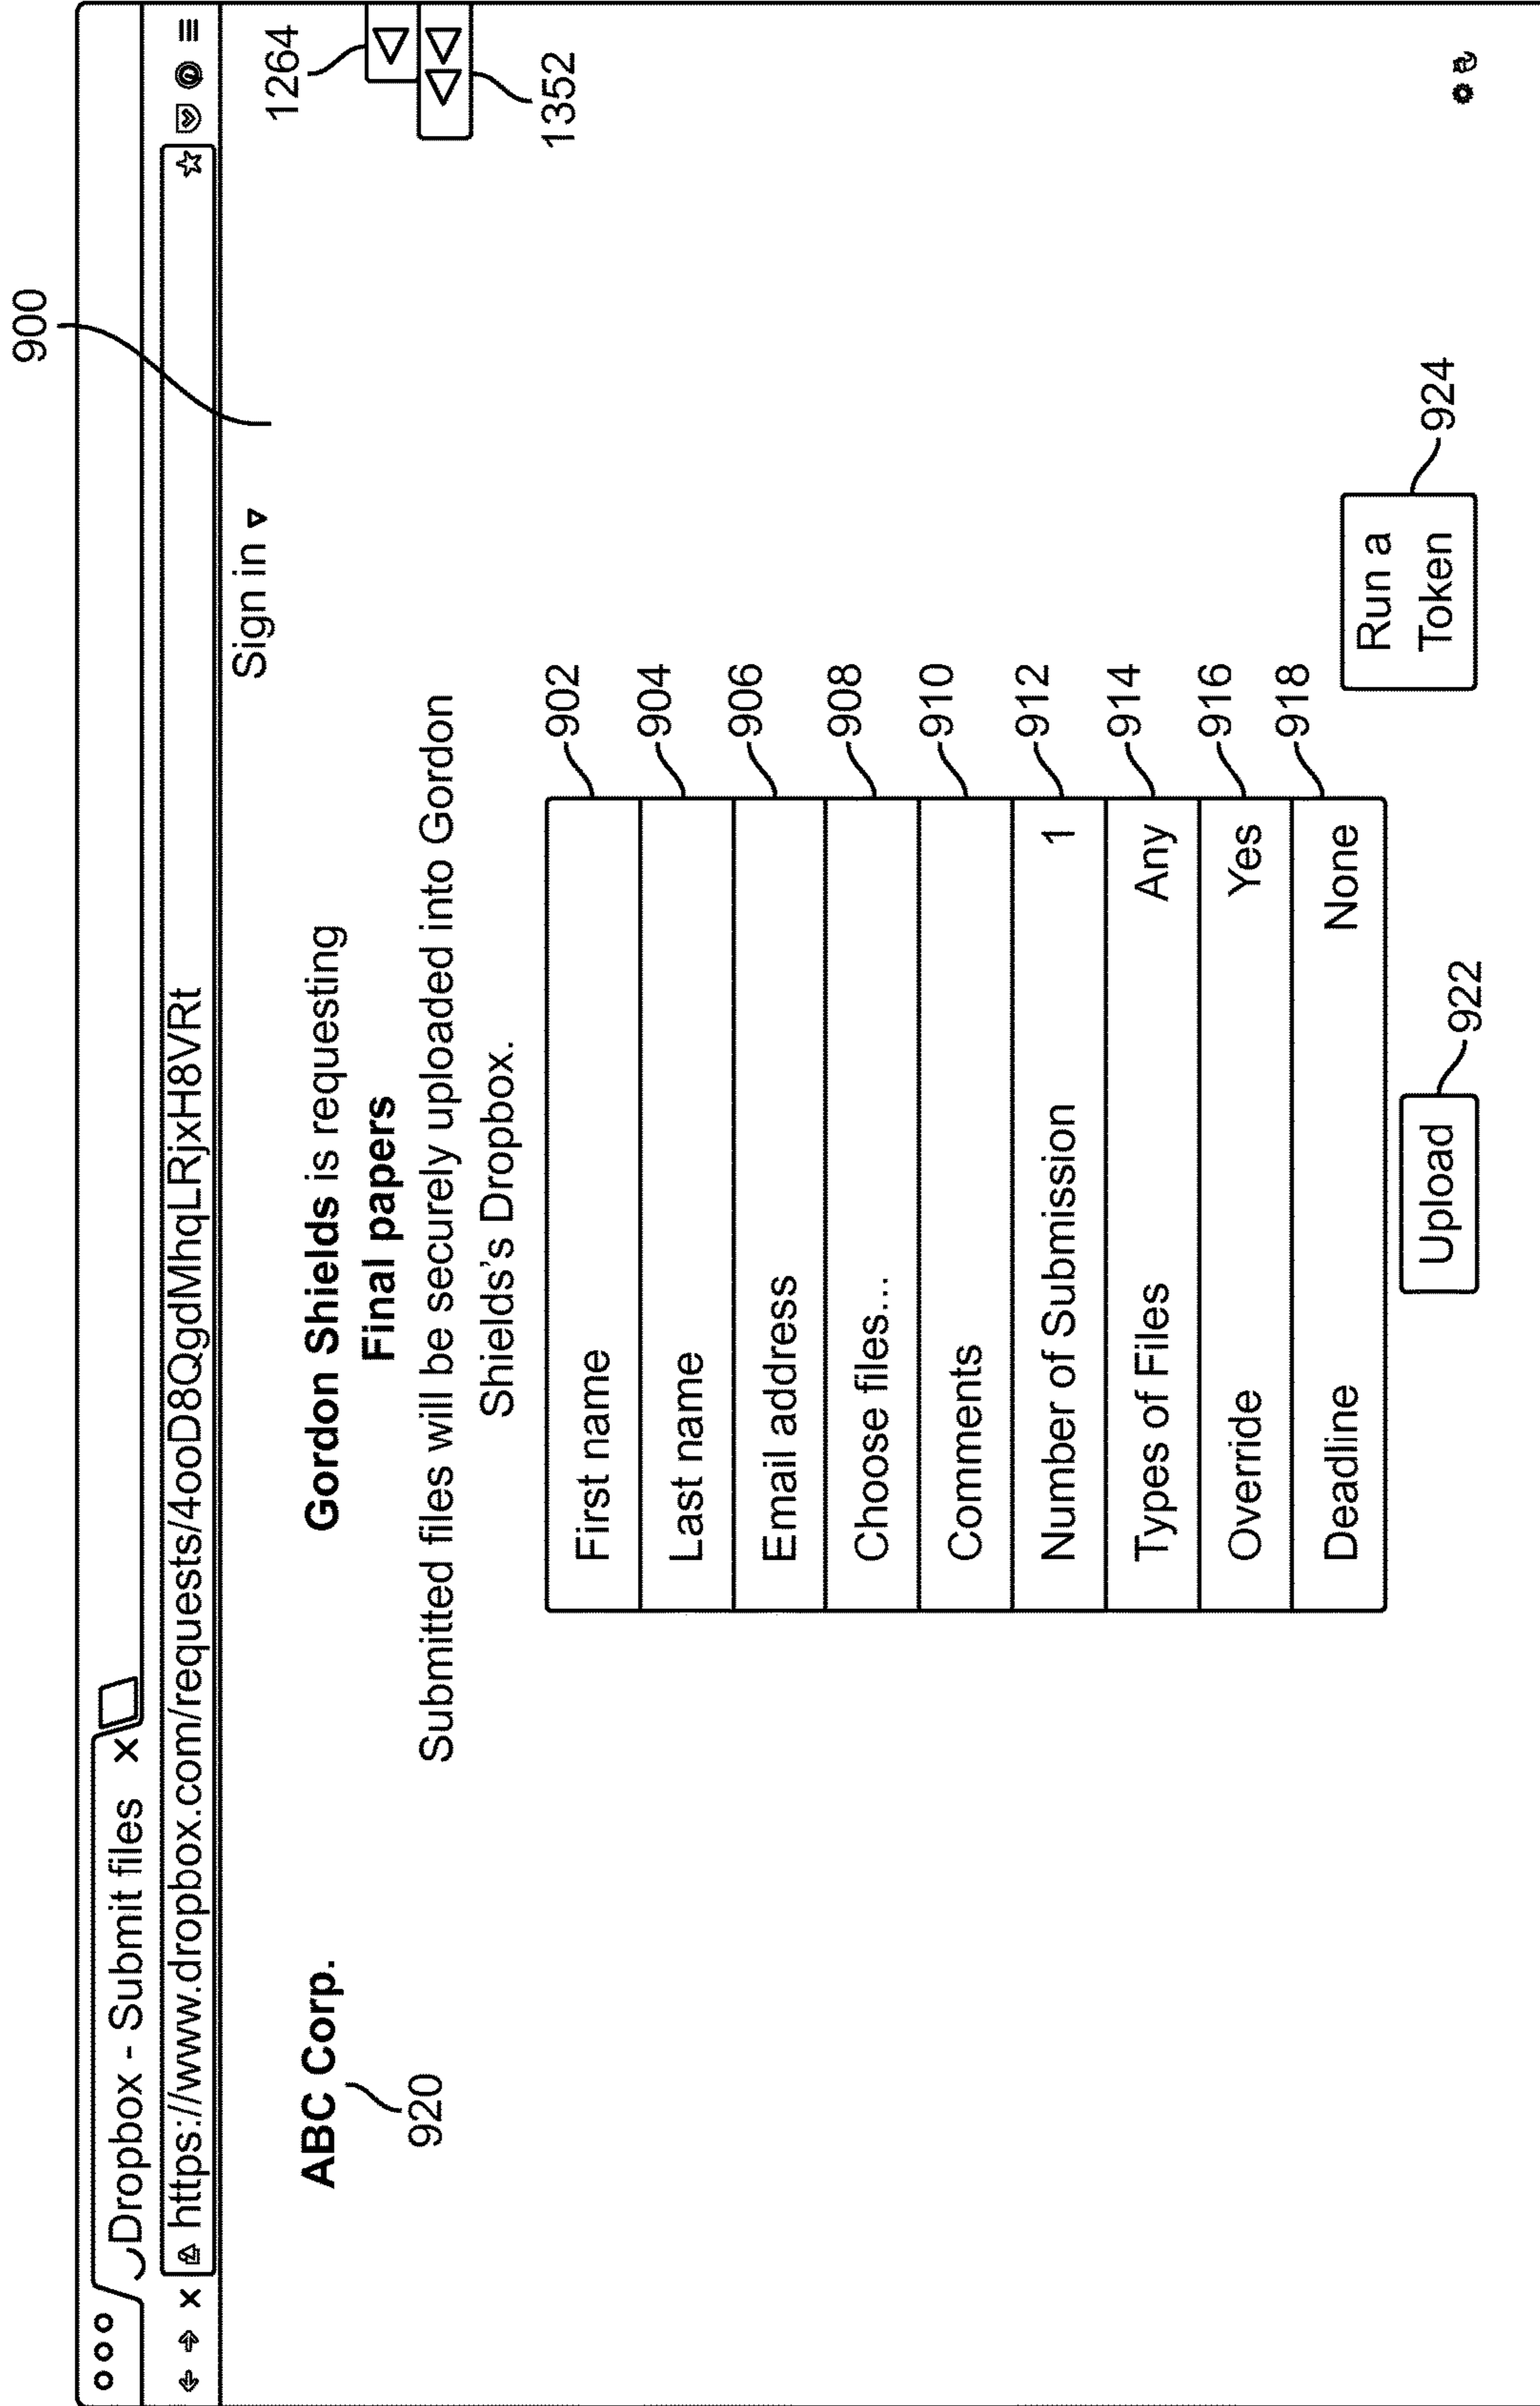 900
Dropbox - Submit files X
https://www.dropbox.com/requests/4ooD8QgdMhqLRjxH8VRt
Sign in
1264
1352
ABC Corp.
920
Gordon Shields is requesting
Final papers
Submitted files will be securely uploaded into Gordon
Shields's Dropbox.
First name 902
Last name 904
Email address 906
Choose files... 908
Comments 910
Number of Submission 1 912
Types of Files Any 914
Override Yes 916
Deadline None 918
Upload 922
Run a
Token
924